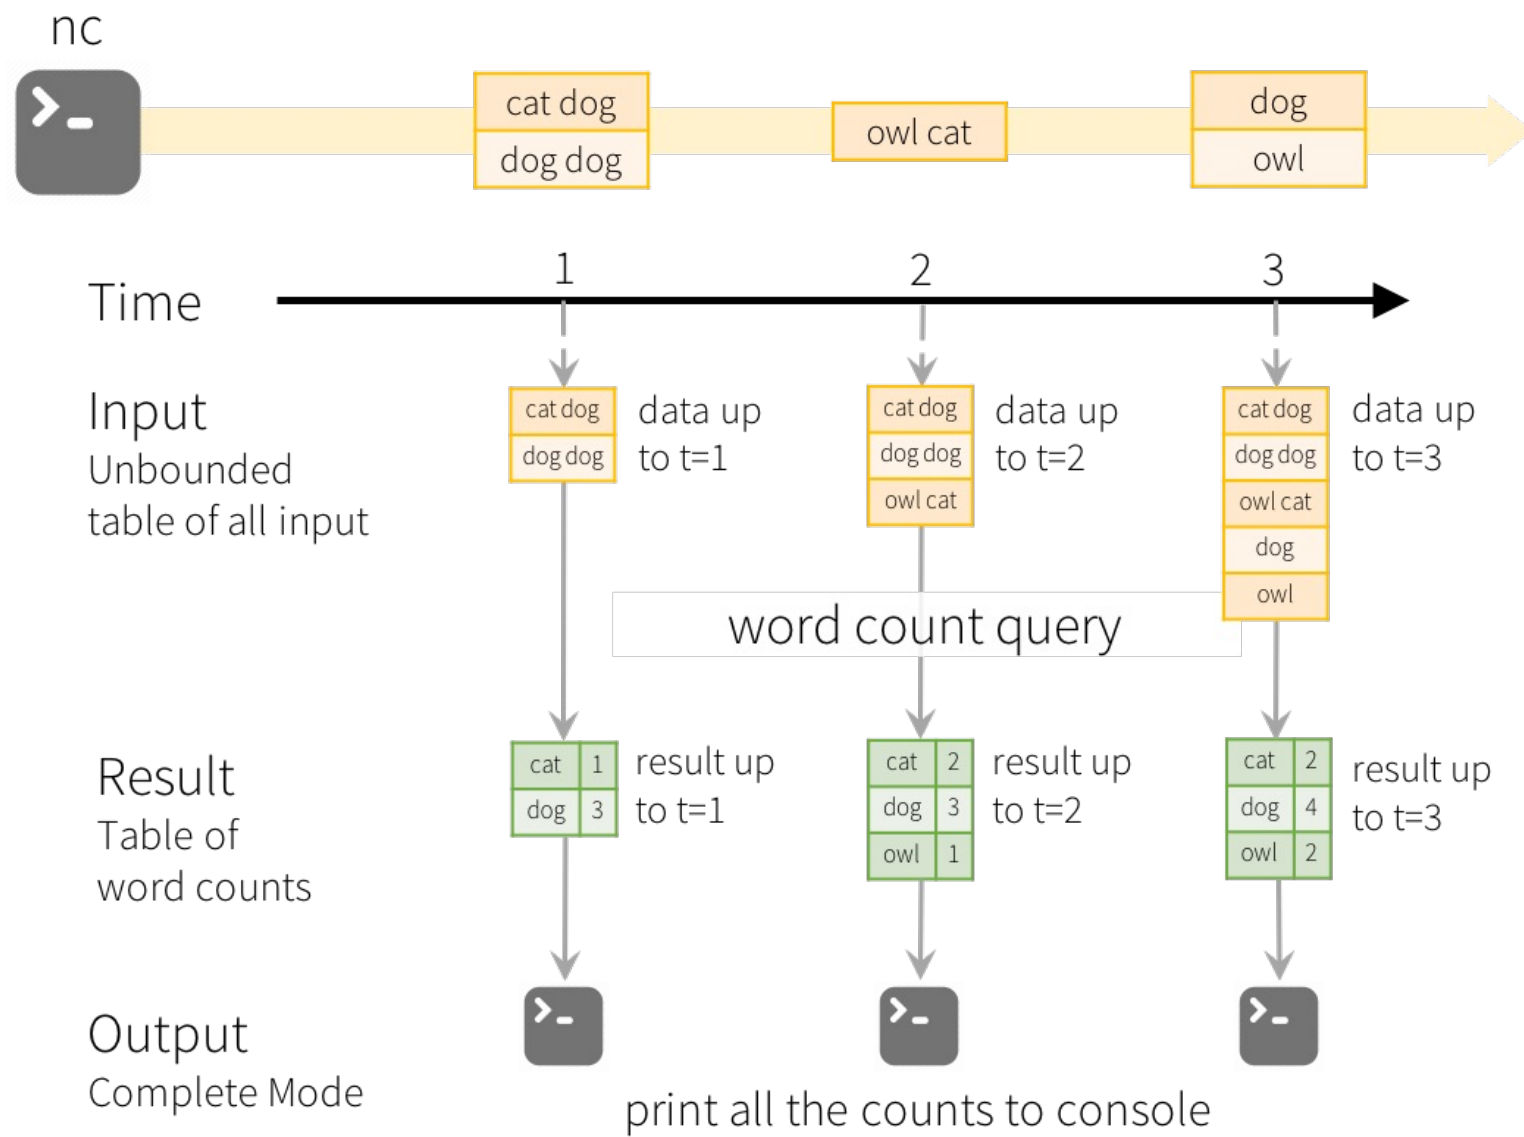 nc
cat dog
dog dog
owl cat
dog
owl
Time
1
2
3
Input
Unbounded
table of all input
cat dog
dog dog
data up
to t=1
cat dog
dog dog
owl cat
data up
to t=2
cat dog
dog dog
owl cat
dog
owl
data up
to t=3
word count query
Result
Table of
word counts
cat 1
dog 3
result up
to t=1
cat 2
dog 3
owl 1
result up
to t=2
cat 2
dog 4
owl 2
result up
to t=3
Output
Complete Mode
print all the counts to console